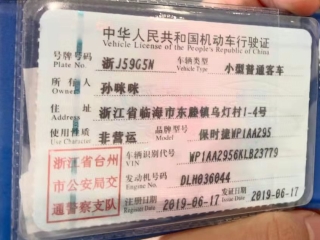 中华人民共和国机动车行驶证
Vehicle License of the People's Republic of China
号牌号码 浙J59G5N 车辆类型 小型普通客车
Plate No. Vehicle Type
所有人 孙咪咪
Owner
住址 浙江省临海市东塍镇乌灯村1-4号
Address
使用性质 非营运 品牌型号 保时捷WP1AA295
Use Character Model
浙江省台州 车辆识别代号 WP1AA2956KLB23779
VIN
市公安局交 发动机号码 DLH036044
Engine No.
通警察支队 注册日期 2019-06-17 发证日期 2019-06-17
Register Date Issue Date